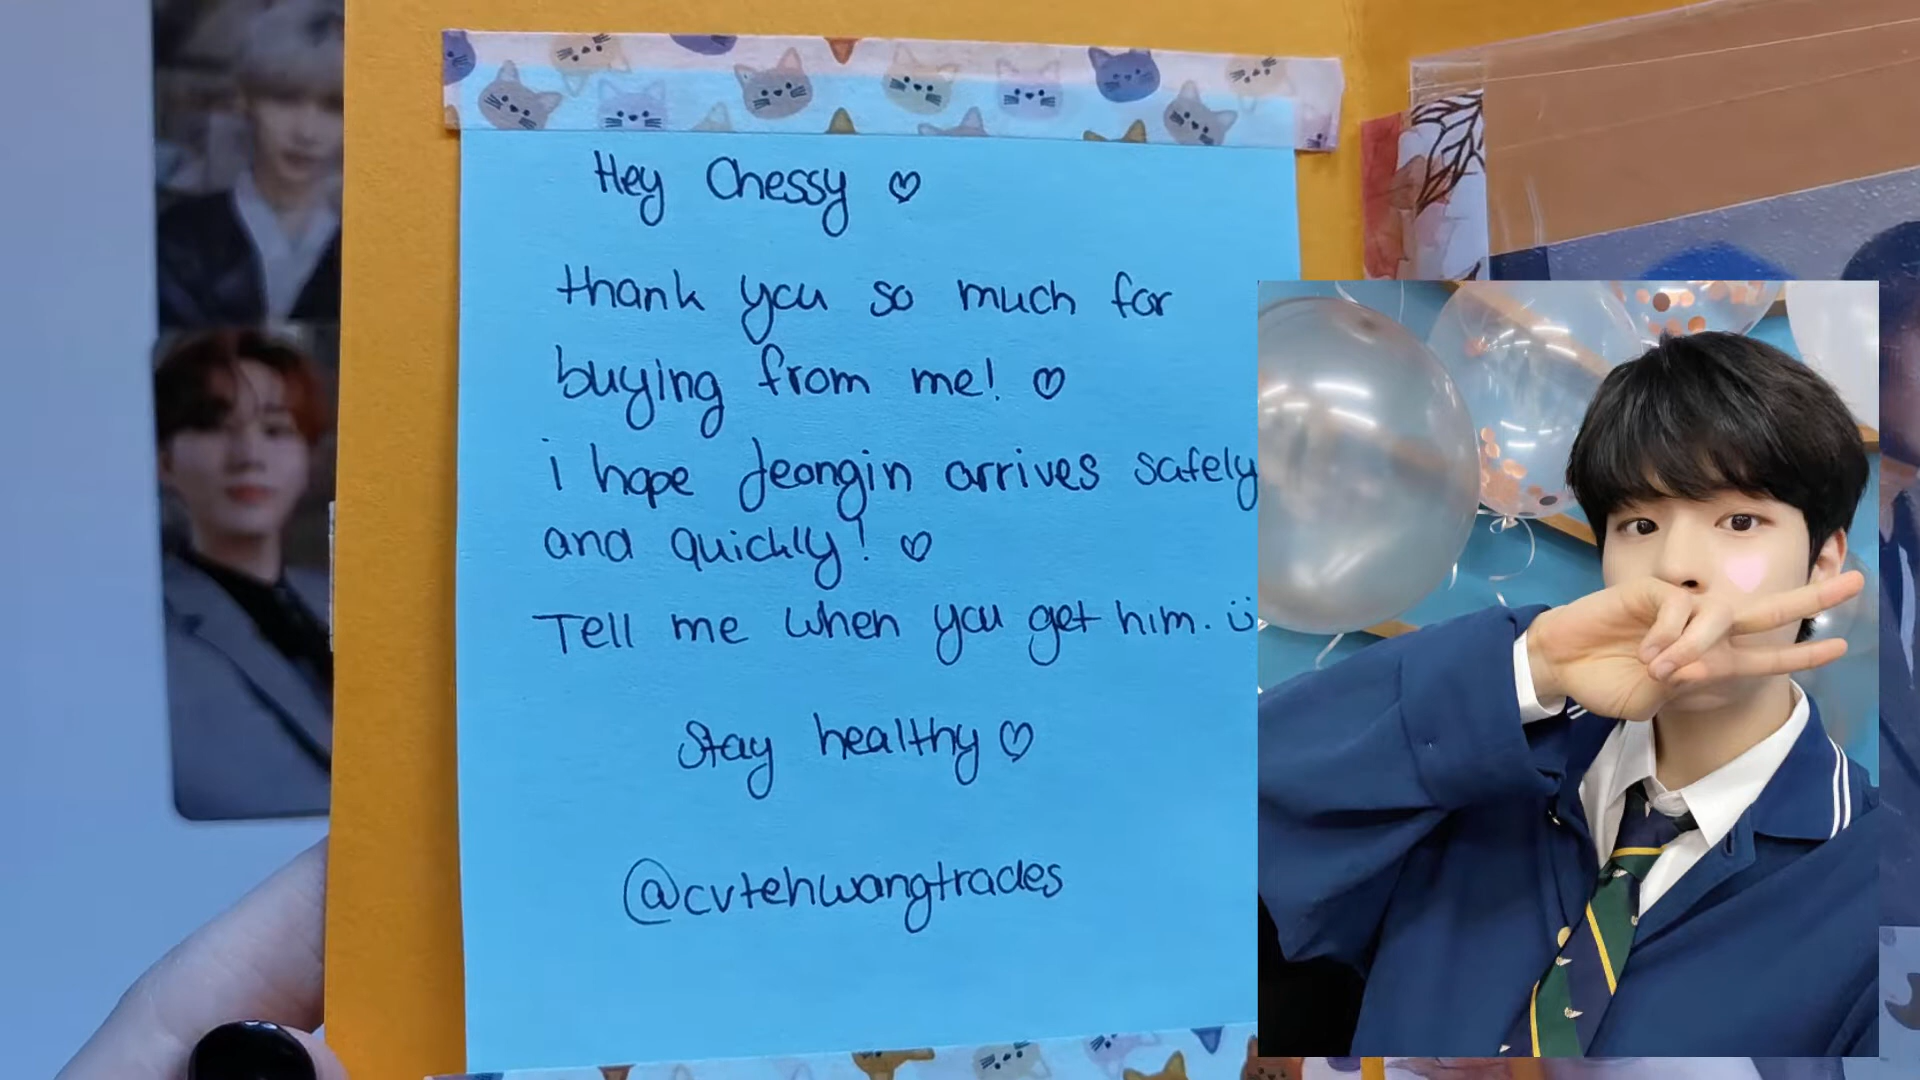 Hey Chessy ♡
thank you so much for
buying from me! ♡
i hope Jeongin arrives safely
and quickly! ♡
Tell me when you get him. ü
Stay healthy ♡
@cvtehwangtrades